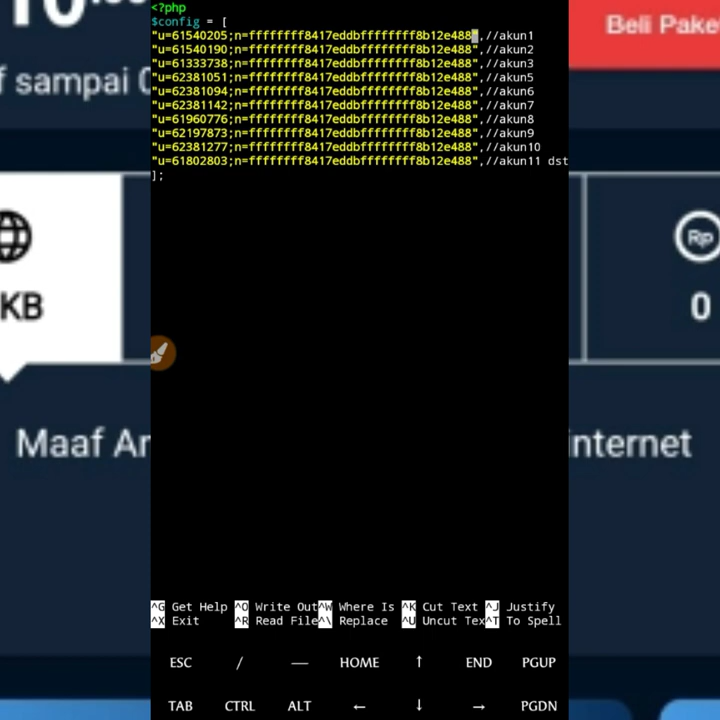 <?php
$config = [
"u=61540205;n=ffffffff8417eddbffffffff8b12e488",//akun1
"u=61540190;n=ffffffff8417eddbffffffff8b12e488",//akun2
"u=61333738;n=ffffffff8417eddbffffffff8b12e488",//akun3
"u=62381051;n=ffffffff8417eddbffffffff8b12e488",//akun5
"u=62381094;n=ffffffff8417eddbffffffff8b12e488",//akun6
"u=62381142;n=ffffffff8417eddbffffffff8b12e488",//akun7
"u=61960776;n=ffffffff8417eddbffffffff8b12e488",//akun8
"u=62197873;n=ffffffff8417eddbffffffff8b12e488",//akun9
"u=62381277;n=ffffffff8417eddbffffffff8b12e488",//akun10
"u=61802803;n=ffffffff8417eddbffffffff8b12e488",//akun11 dst
];
Beli Pake
sampai
KB
Rp
0
Maaf
internet
^G Get Help ^O Write Out ^W Where Is ^K Cut Text ^J Justify
^X Exit ^R Read File ^\ Replace ^U Uncut Tex ^T To Spell
ESC / — HOME ↑ END PGUP
TAB CTRL ALT ← ↓ → PGDN